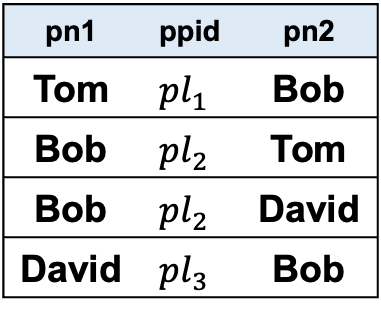 pn1 ppid pn2
Tom pl₁ Bob
Bob pl₂ Tom
Bob pl₂ David
David pl₃ Bob